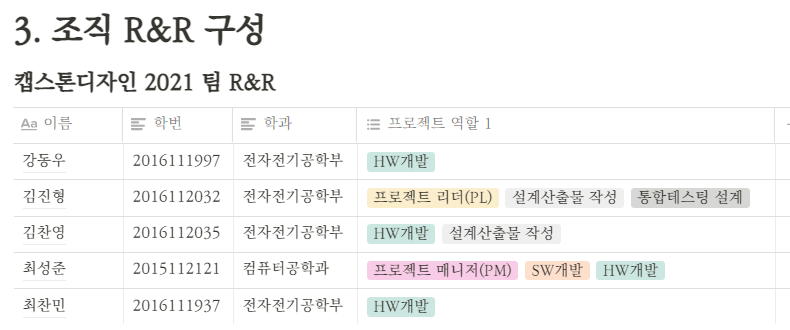 3. 조직 R&R 구성
캡스톤디자인 2021 팀 R&R
Aa 이름 학번 학과 프로젝트 역할 1
강동우 2016111997 전자전기공학부 HW개발
김진형 2016112032 전자전기공학부 프로젝트 리더(PL) 설계산출물 작성 통합테스팅 설계
김찬영 2016112035 전자전기공학부 HW개발 설계산출물 작성
최성준 2015112121 컴퓨터공학과 프로젝트 매니저(PM) SW개발 HW개발
최찬민 2016111937 전자전기공학부 HW개발